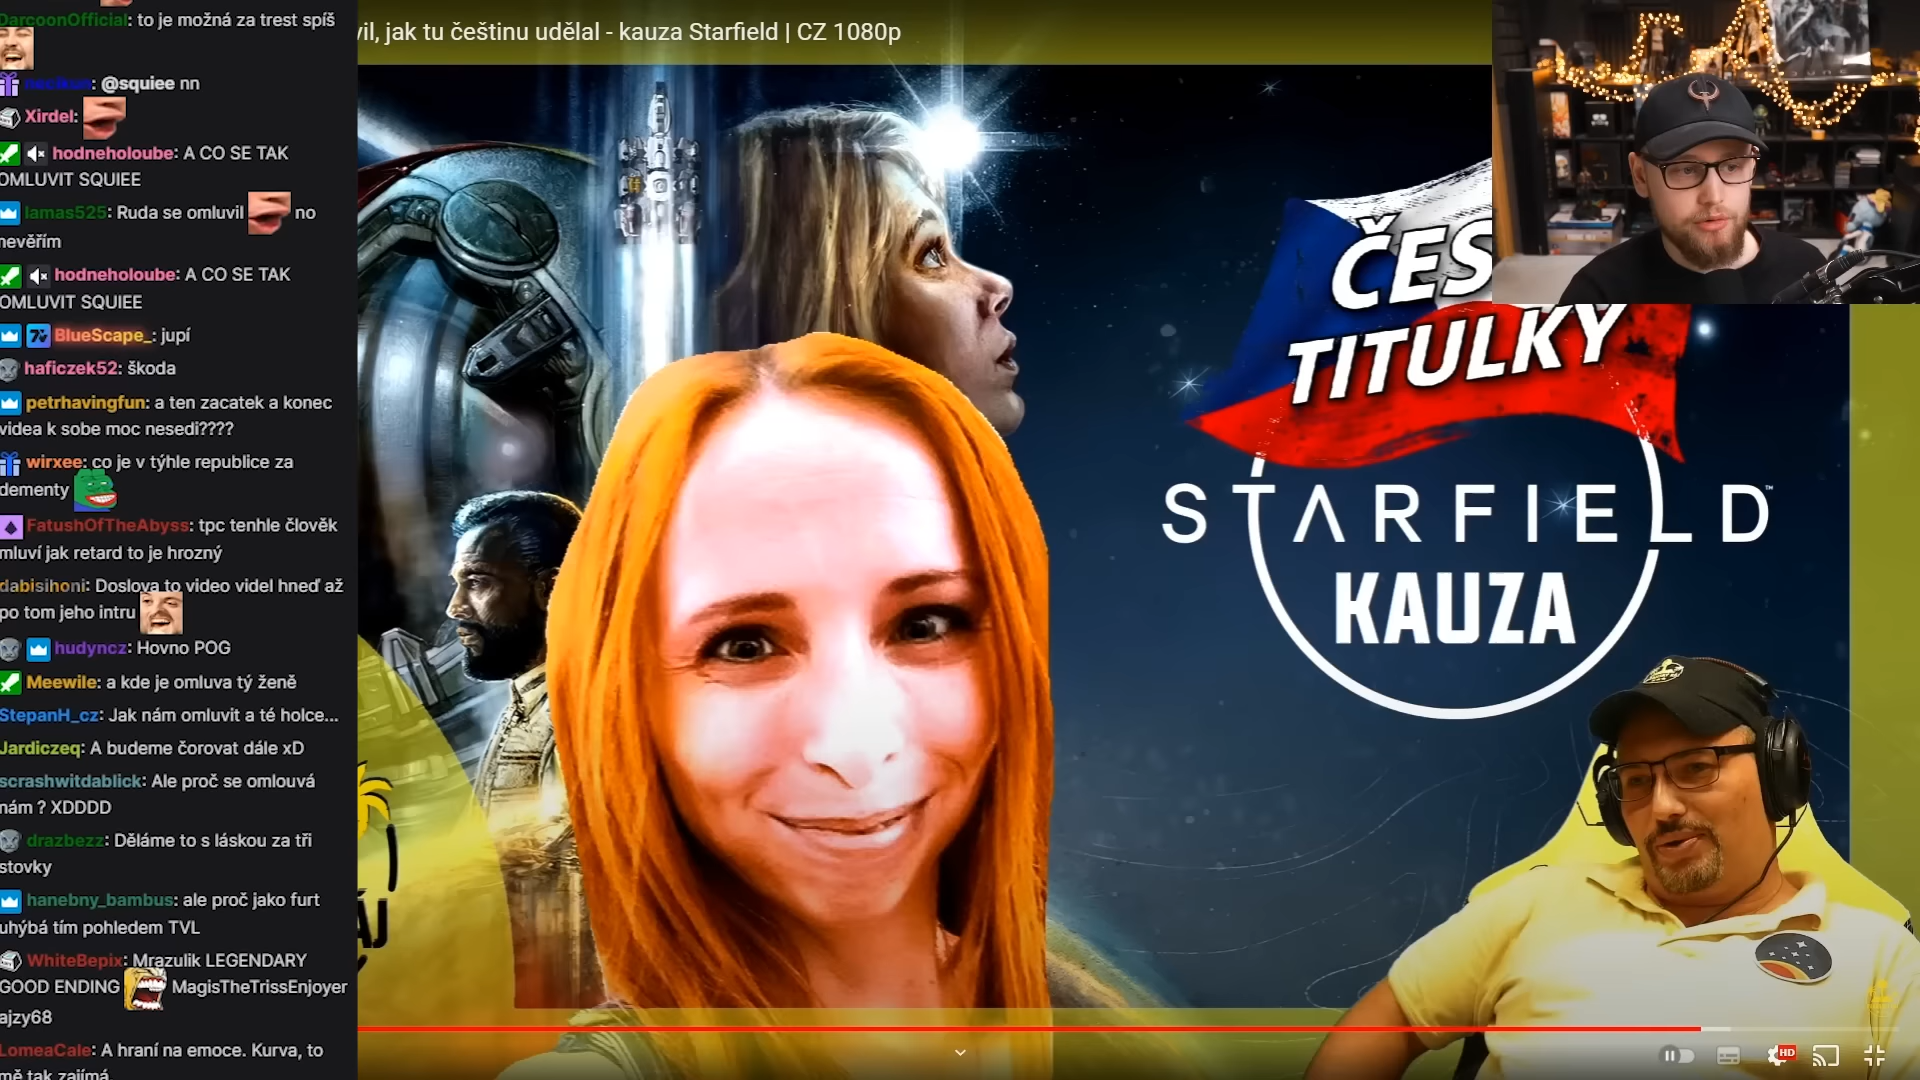 DarcoonOfficial: to je možná za trest spíš
necikun: @squiee nn
Xirdel:
hodneholoube: A CO SE TAK
OMLUVIT SQUIEE
lamas525: Ruda se omluvil no
nevěřím
hodneholoube: A CO SE TAK
OMLUVIT SQUIEE
BlueScape_: jupí
haficzek52: škoda
petrhavingfun: a ten zacatek a konec
videa k sobe moc nesedi????
wirxee: co je v týhle republice za
dementy
FatushOfTheAbyss: tpc tenhle člověk
mluví jak retard to je hrozný
dabisihoni: Doslova to video videl hneď až
po tom jeho intru
hudyncz: Hovno POG
Meewile: a kde je omluva tý ženě
StepanH_cz: Jak nám omluvit a té holce...
Jardiczeq: A budeme čorovat dále xD
scrashwitdablick: Ale proč se omlouvá
nám ? XDDDD
drazbezz: Děláme to s láskou za tři
stovky
hanebny_bambus: ale proč jako furt
uhýbá tím pohledem TVL
WhiteBepix: Mrazulik LEGENDARY
GOOD ENDING MagisTheTrissEnjoyer
ajzy68
LomeaCale: A hraní na emoce. Kurva, to
mě tak zajímá.
vil, jak tu češtinu udělal - kauza Starfield | CZ 1080p
ČES
TITULKY
STARFIELD™
KAUZA
ÁJ
HD